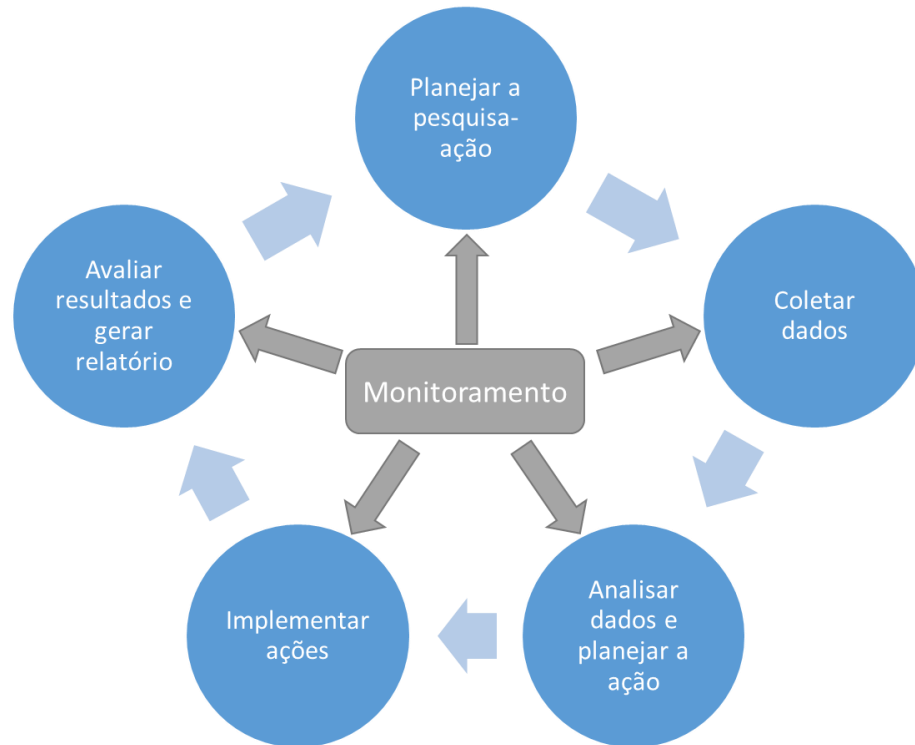 Planejar a
pesquisa-
ação
Coletar
dados
Analisar
dados e
planejar a
ação
Implementar
ações
Avaliar
resultados e
gerar
relatório
Monitoramento